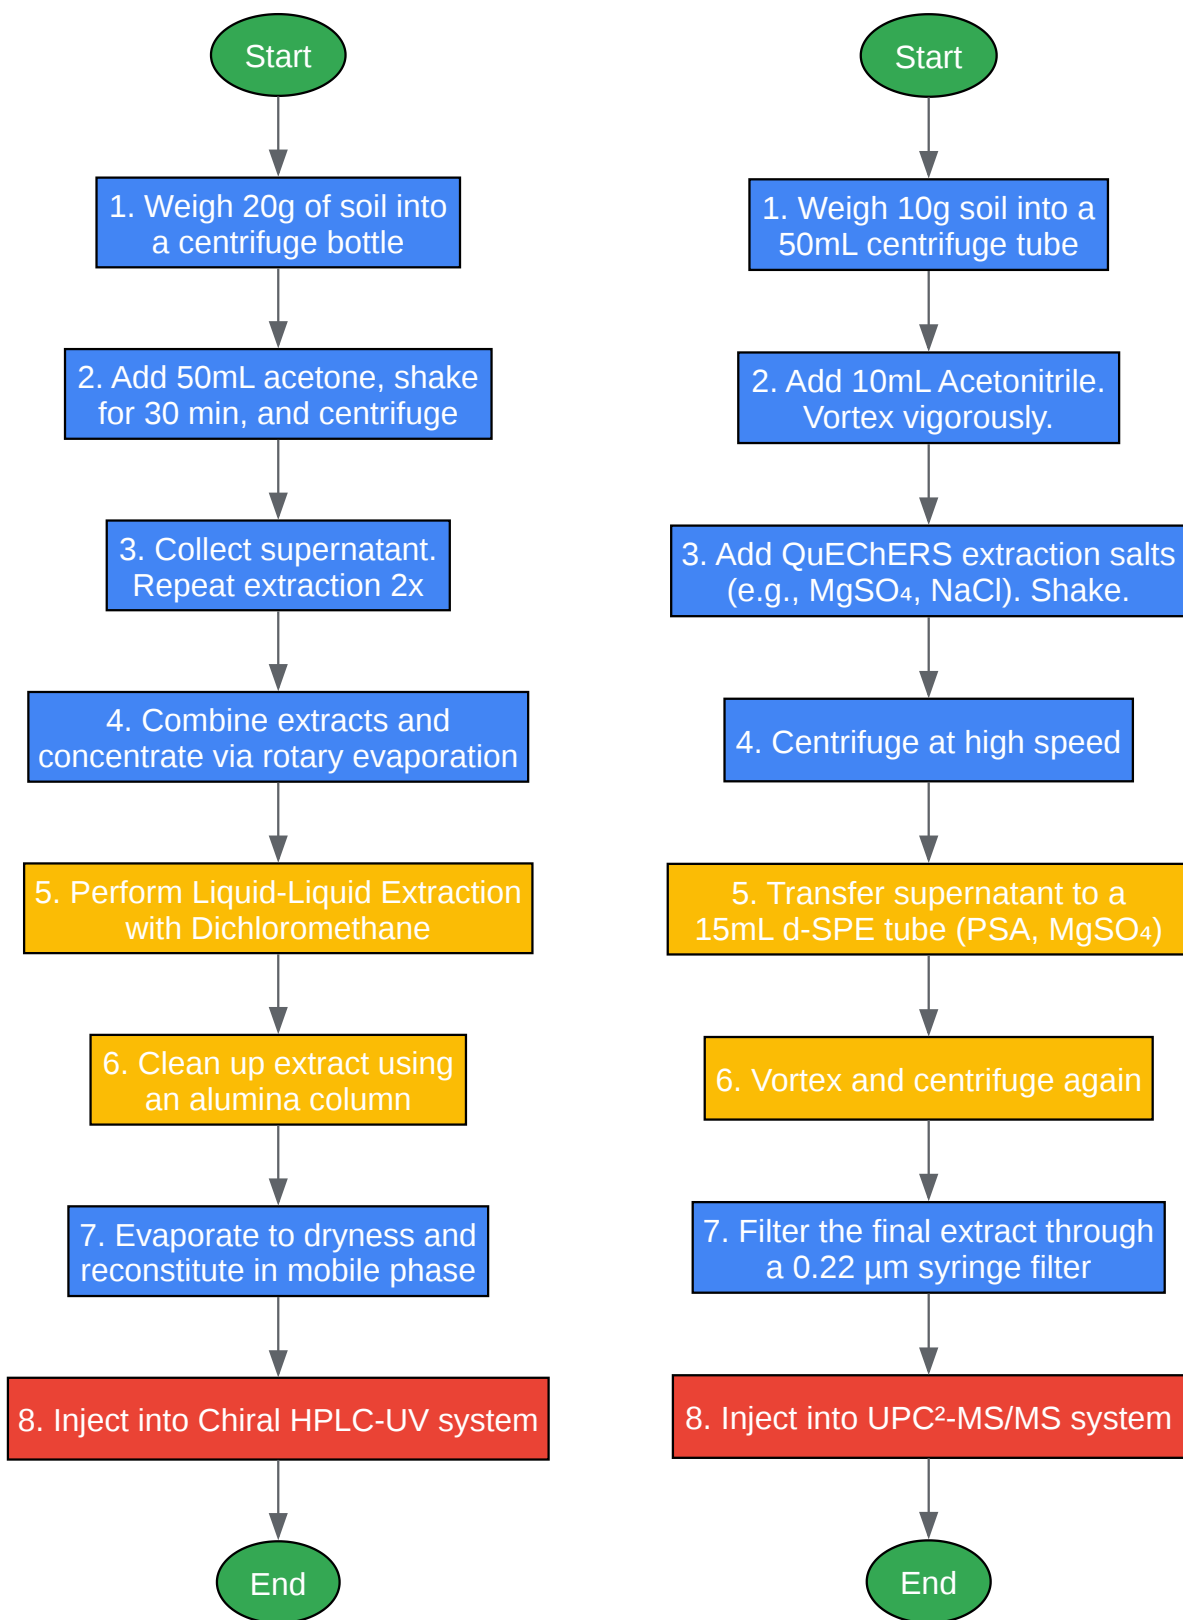 Start
1. Weigh 20g of soil into
a centrifuge bottle
2. Add 50mL acetone, shake
for 30 min, and centrifuge
3. Collect supernatant.
Repeat extraction 2x
4. Combine extracts and
concentrate via rotary evaporation
5. Perform Liquid-Liquid Extraction
with Dichloromethane
6. Clean up extract using
an alumina column
7. Evaporate to dryness and
reconstitute in mobile phase
8. Inject into Chiral HPLC-UV system
End
Start
1. Weigh 10g soil into a
50mL centrifuge tube
2. Add 10mL Acetonitrile.
Vortex vigorously.
3. Add QuEChERS extraction salts
(e.g., MgSO₄, NaCl). Shake.
4. Centrifuge at high speed
5. Transfer supernatant to a
15mL d-SPE tube (PSA, MgSO₄)
6. Vortex and centrifuge again
7. Filter the final extract through
a 0.22 µm syringe filter
8. Inject into UPC²-MS/MS system
End